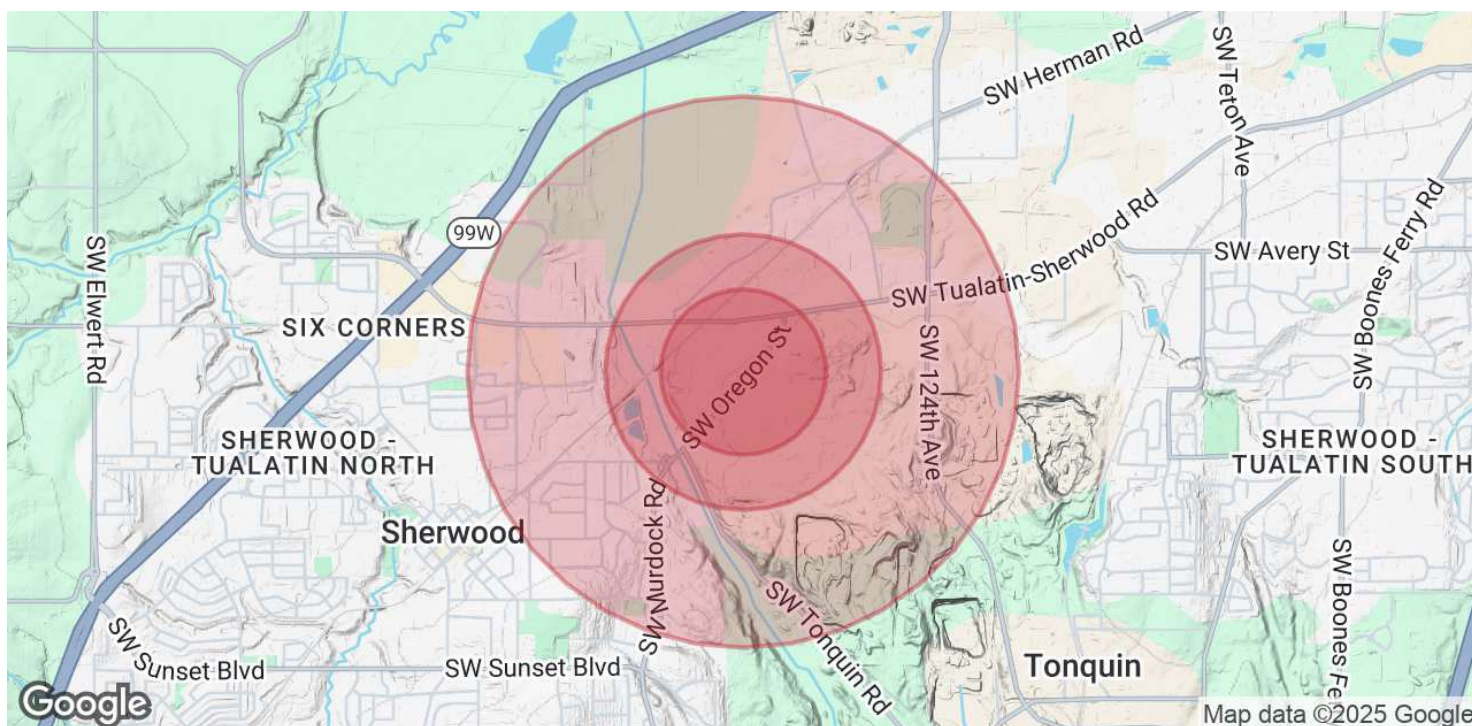 SW Herman Rd
SW Teton Ave
99W
SW Elwert Rd
SW Avery St
SW Boones Ferry Rd
SW Tualatin-Sherwood Rd
SIX CORNERS
SW Oregon St
SW 124th Ave
SHERWOOD -
TUALATIN NORTH
SHERWOOD -
TUALATIN SOUTH
Sherwood
SW Murdock Rd
SW Tonquin Rd
SW Boones Fe
SW Sunset Blvd
SW Sunset Blvd
Tonquin
Google
Map data ©2025 Google